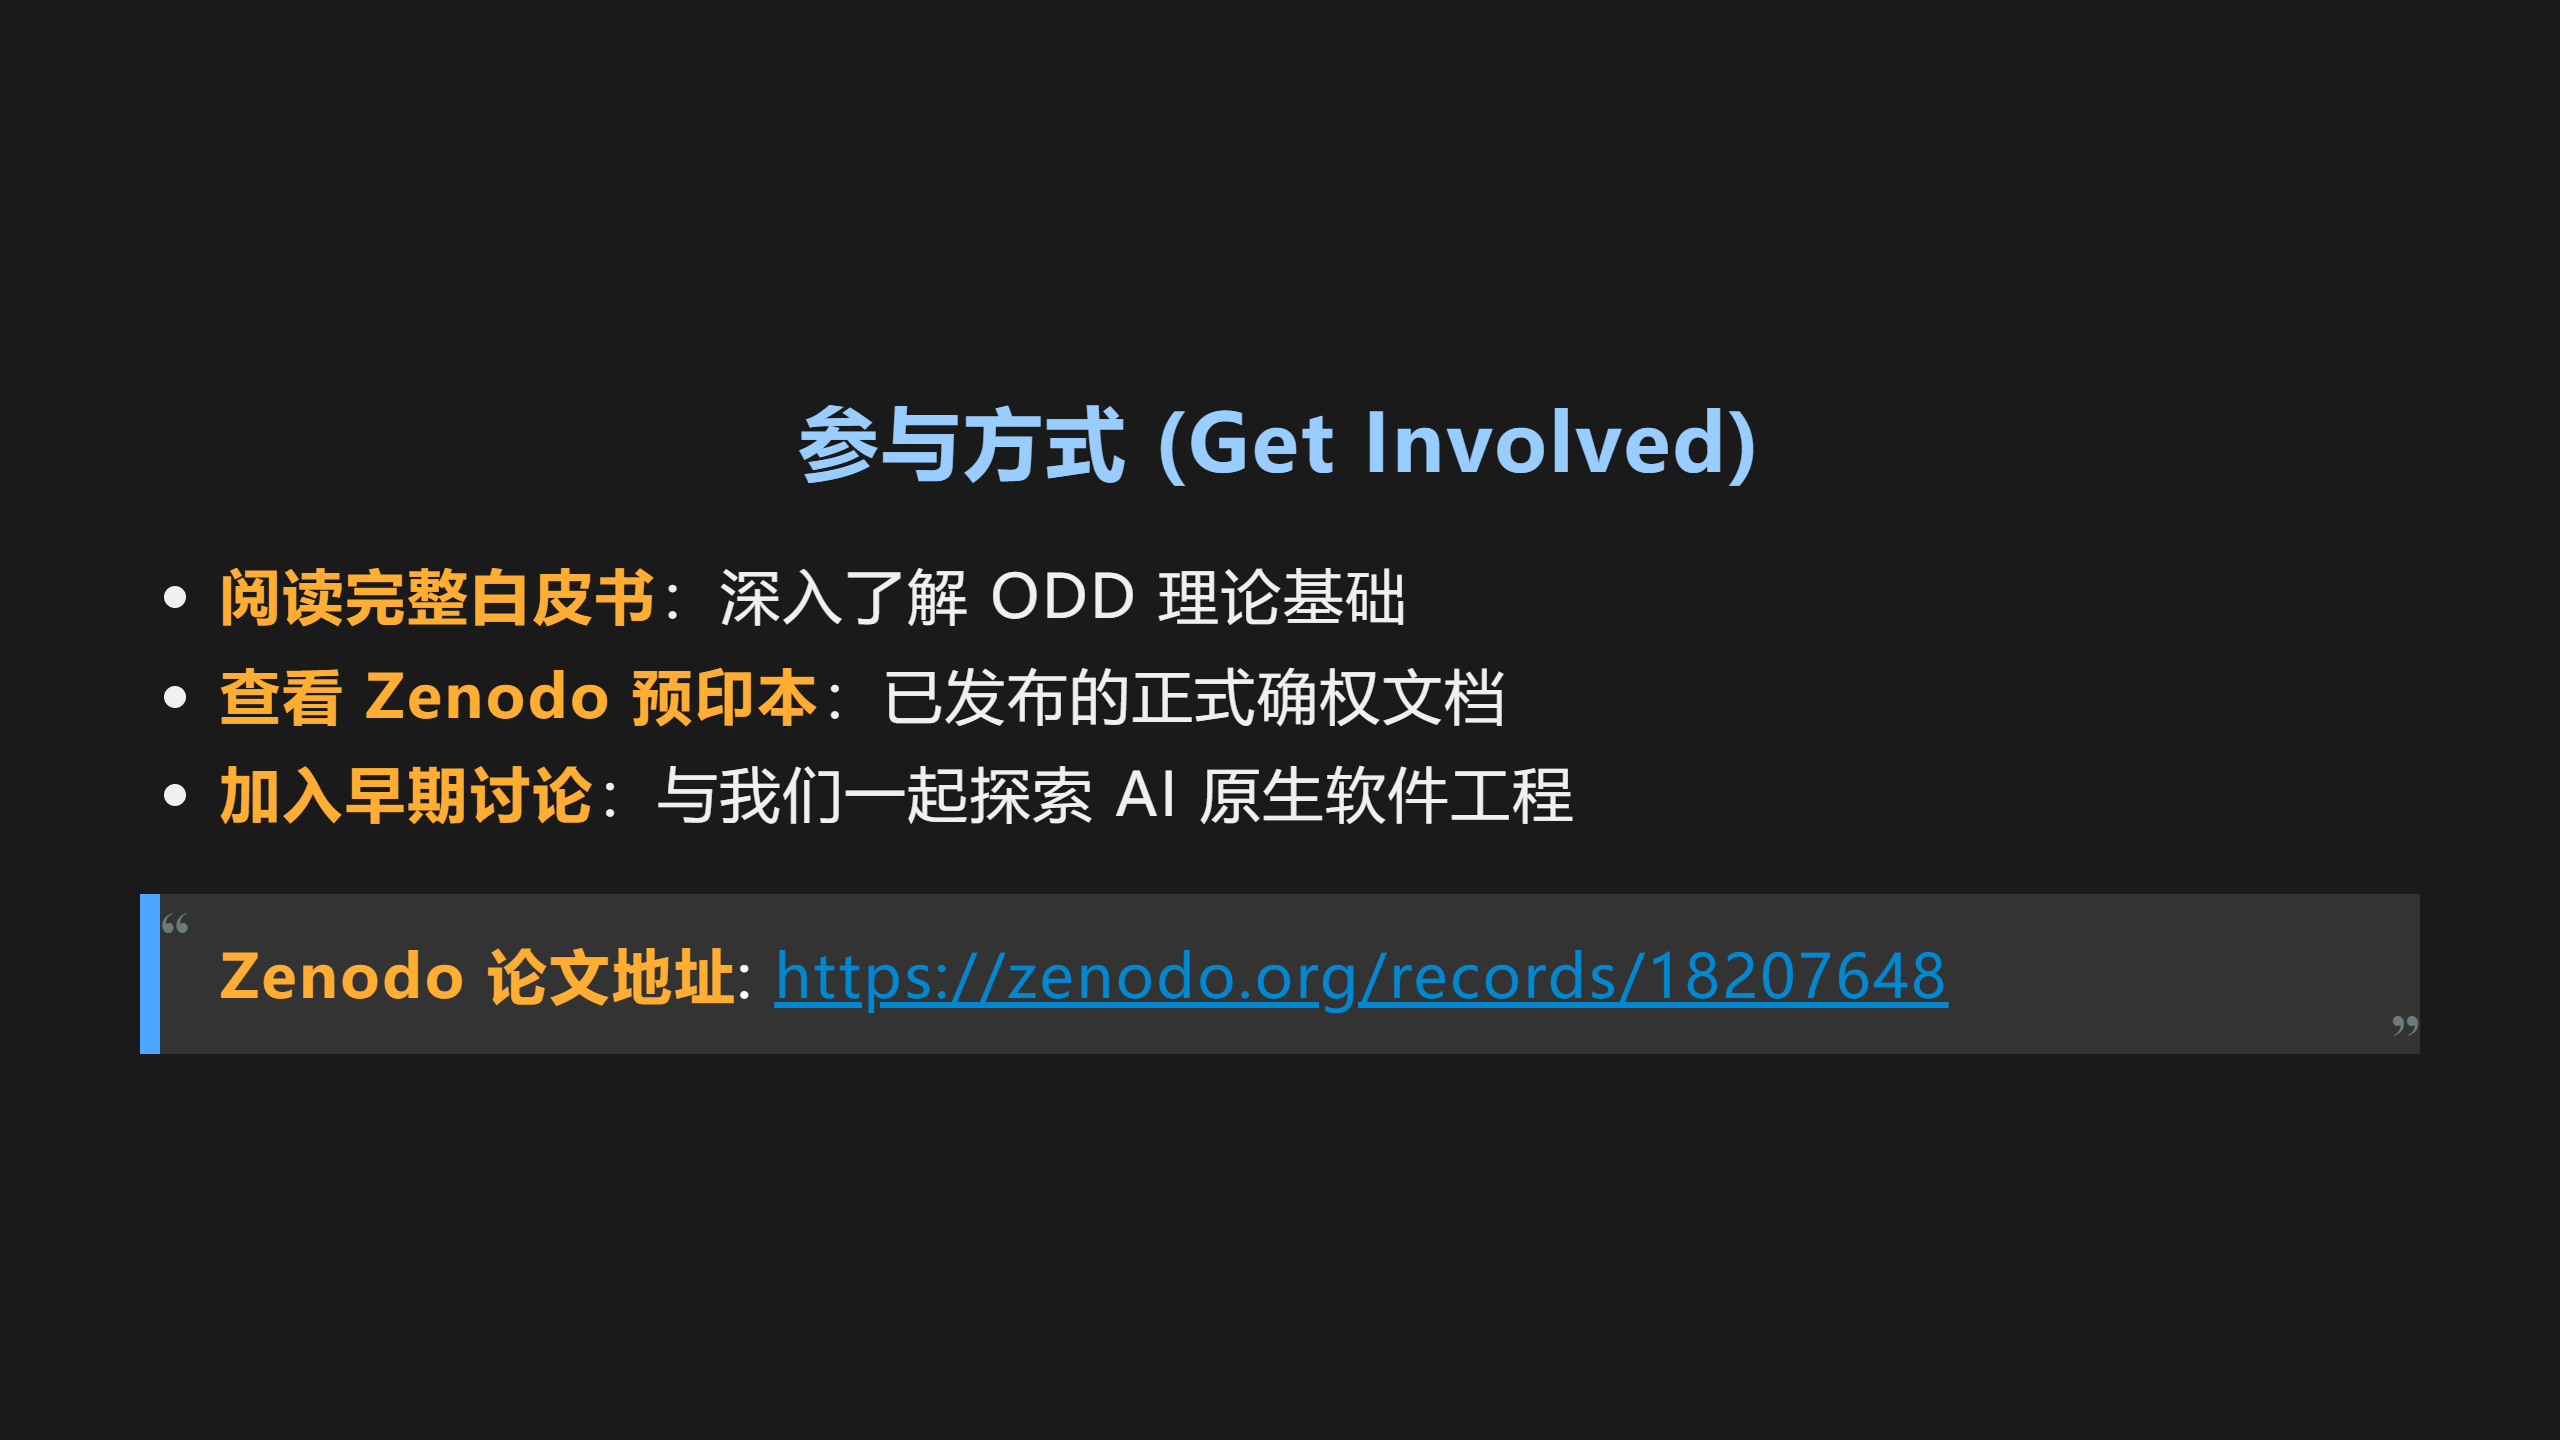 参与方式 (Get Involved)
• 阅读完整白皮书：深入了解 ODD 理论基础
• 查看 Zenodo 预印本：已发布的正式确权文档
• 加入早期讨论：与我们一起探索 AI 原生软件工程
“
Zenodo 论文地址: https://zenodo.org/records/18207648
”